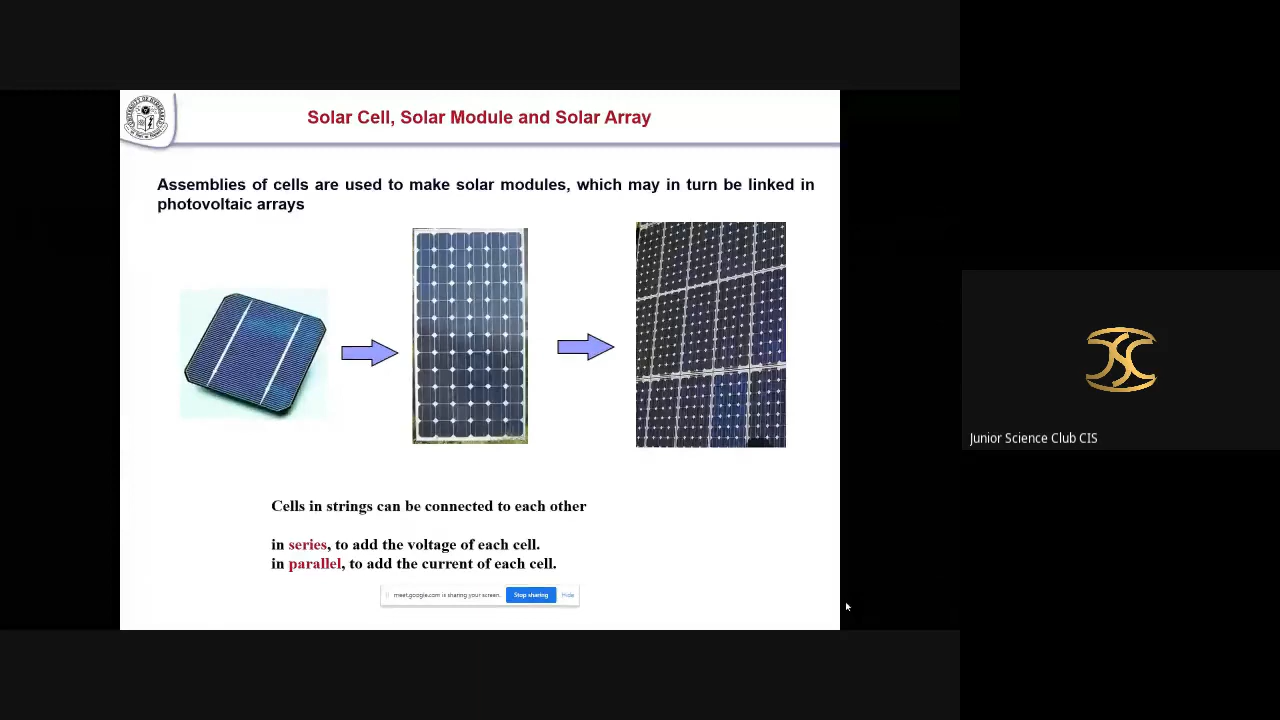 Solar Cell, Solar Module and Solar Array
Assemblies of cells are used to make solar modules, which may in turn be linked in
photovoltaic arrays
Cells in strings can be connected to each other
in series, to add the voltage of each cell.
in parallel, to add the current of each cell.
meet.google.com is sharing your screen. Stop sharing Hide
Junior Science Club CIS